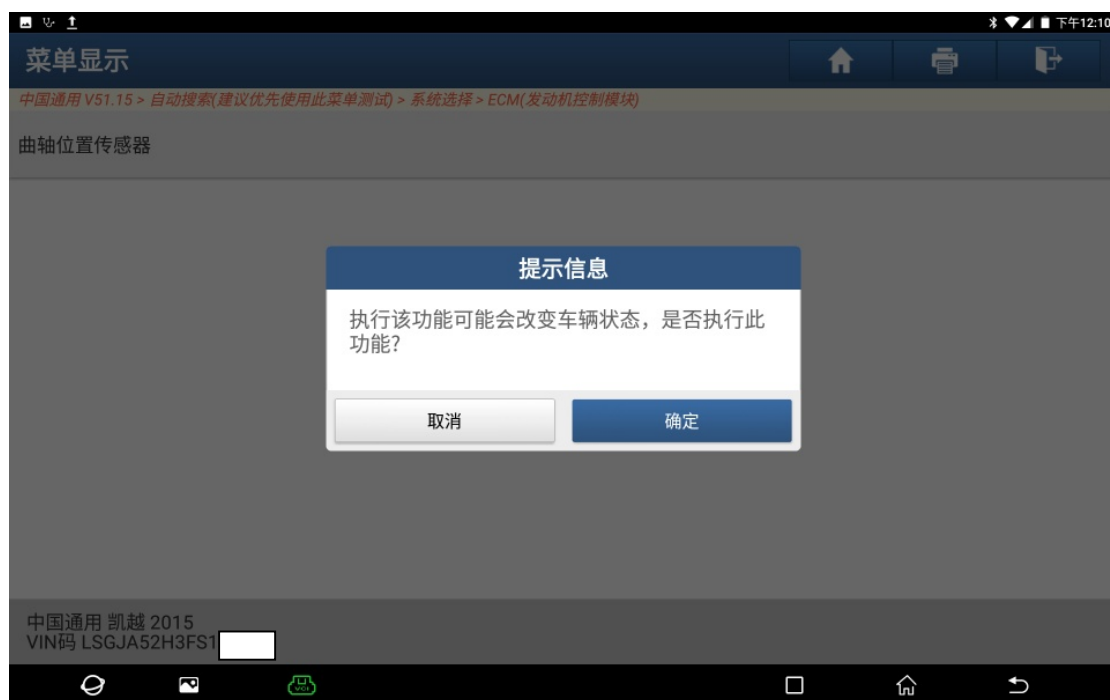 下午12:10
菜单显示
中国通用 V51.15 > 自动搜索(建议优先使用此菜单测试) > 系统选择 > ECM(发动机控制模块)
曲轴位置传感器
提示信息
执行该功能可能会改变车辆状态，是否执行此
功能?
取消
确定
中国通用 凯越 2015
VIN码 LSGJA52H3FS1
VCI